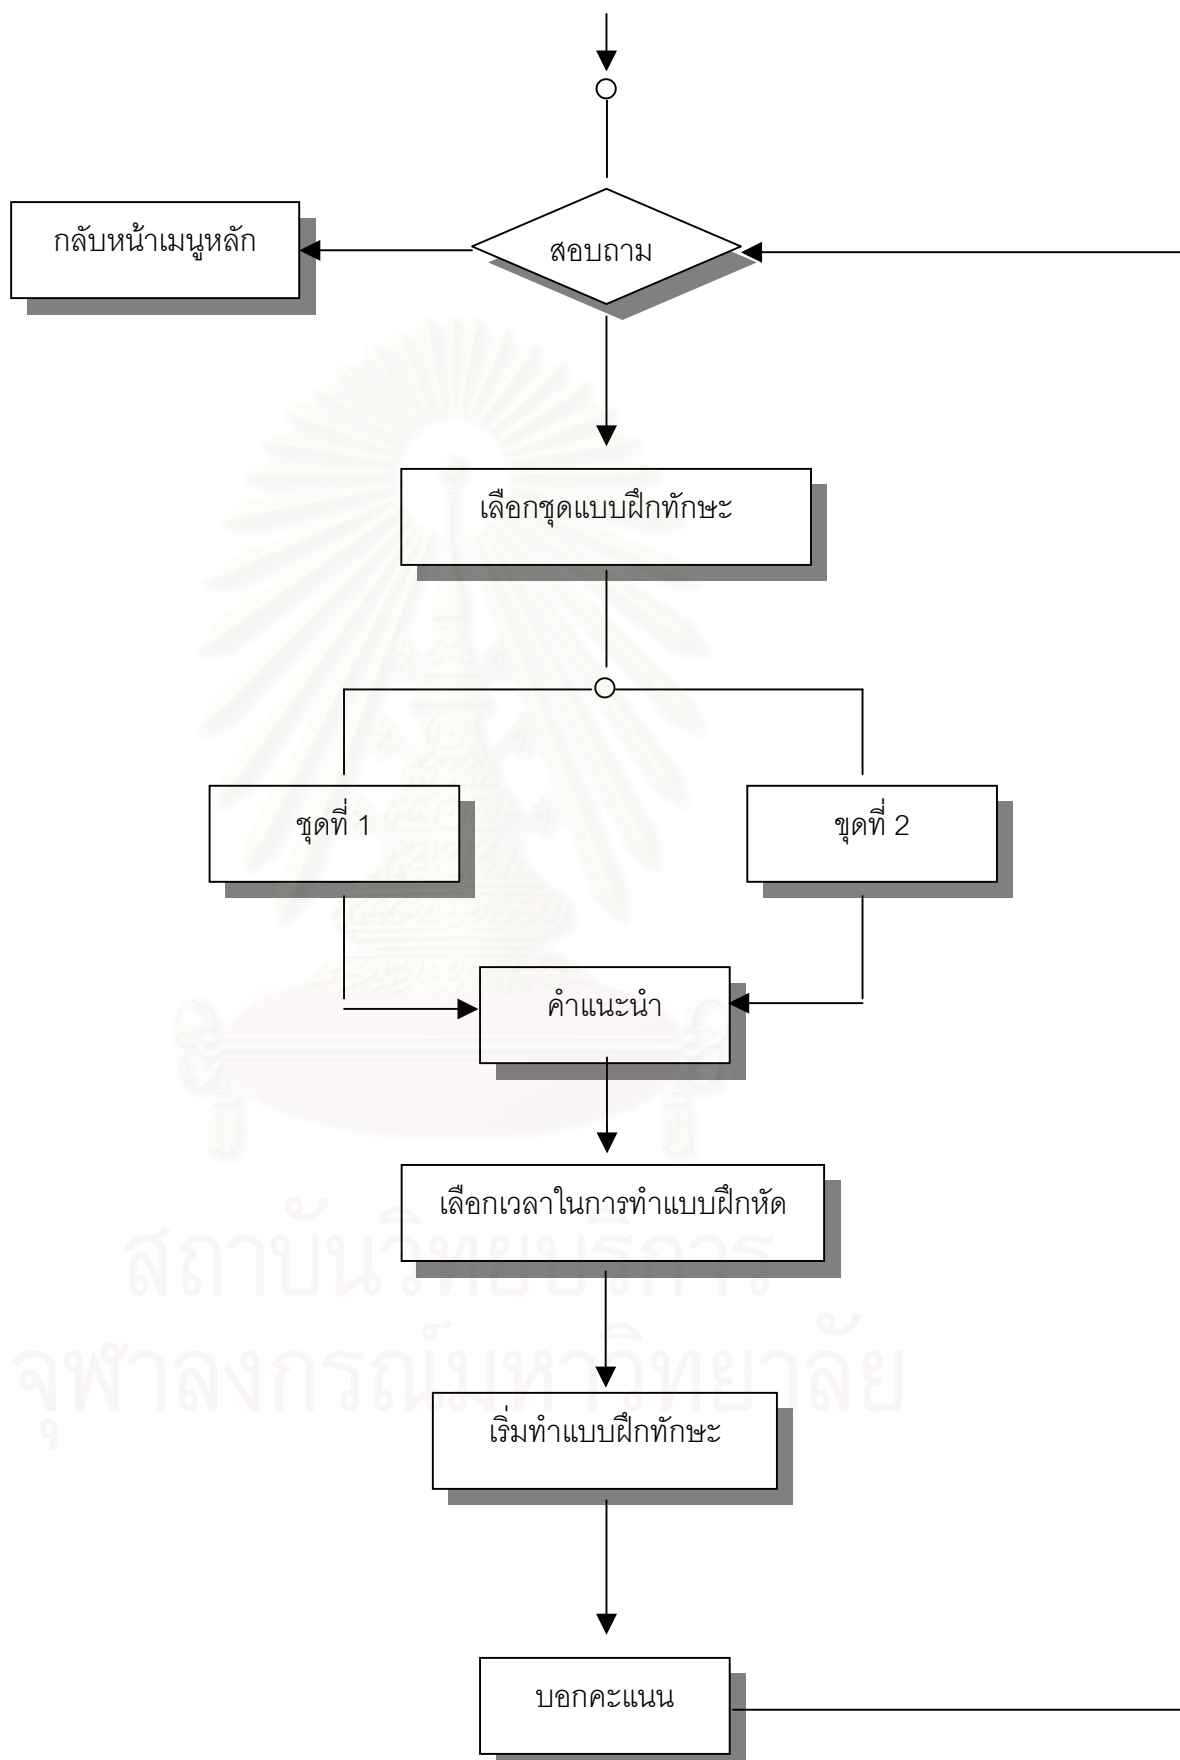 กลับหน้าเมนูหลัก
สอบถาม
เลือกชุดแบบฝึกทักษะ
ชุดที่ 1
ขุดที่ 2
คำแนะนำ
เลือกเวลาในการทำแบบฝึกหัด
สถาบันวิทยบริการ
จุฬาลงกรณ์มหาวิทยาลัย
เริ่มทำแบบฝึกทักษะ
บอกคะแนน